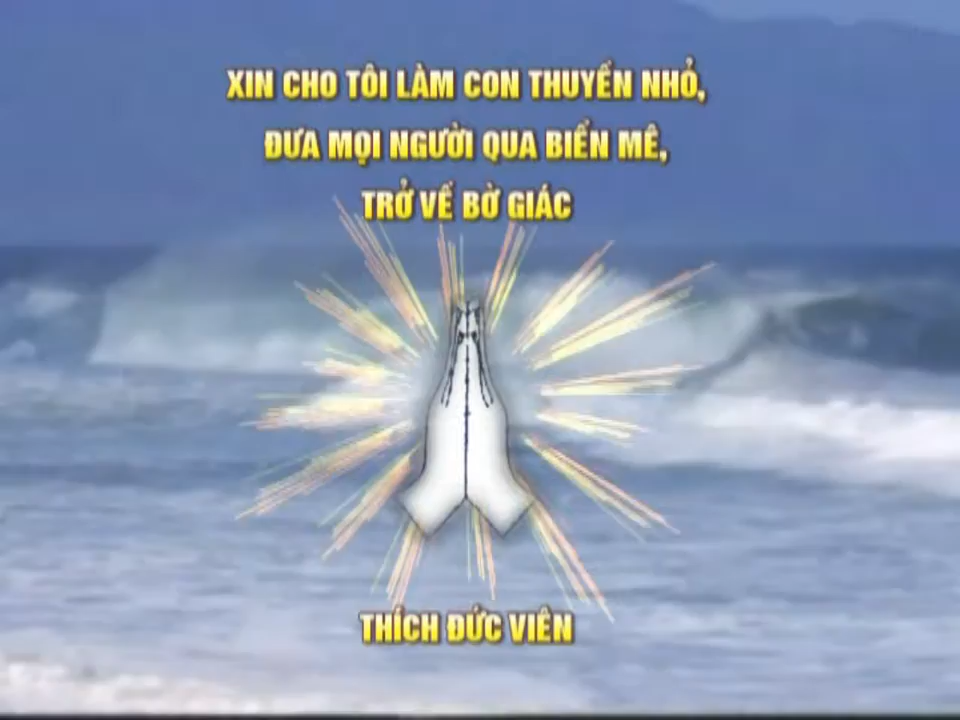 XIN CHO TÔI LÀM CON THUYỀN NHỎ,
ĐƯA MỌI NGƯỜI QUA BIỂN MÊ,
TRỞ VỀ BỜ GIÁC
THÍCH ĐỨC VIÊN